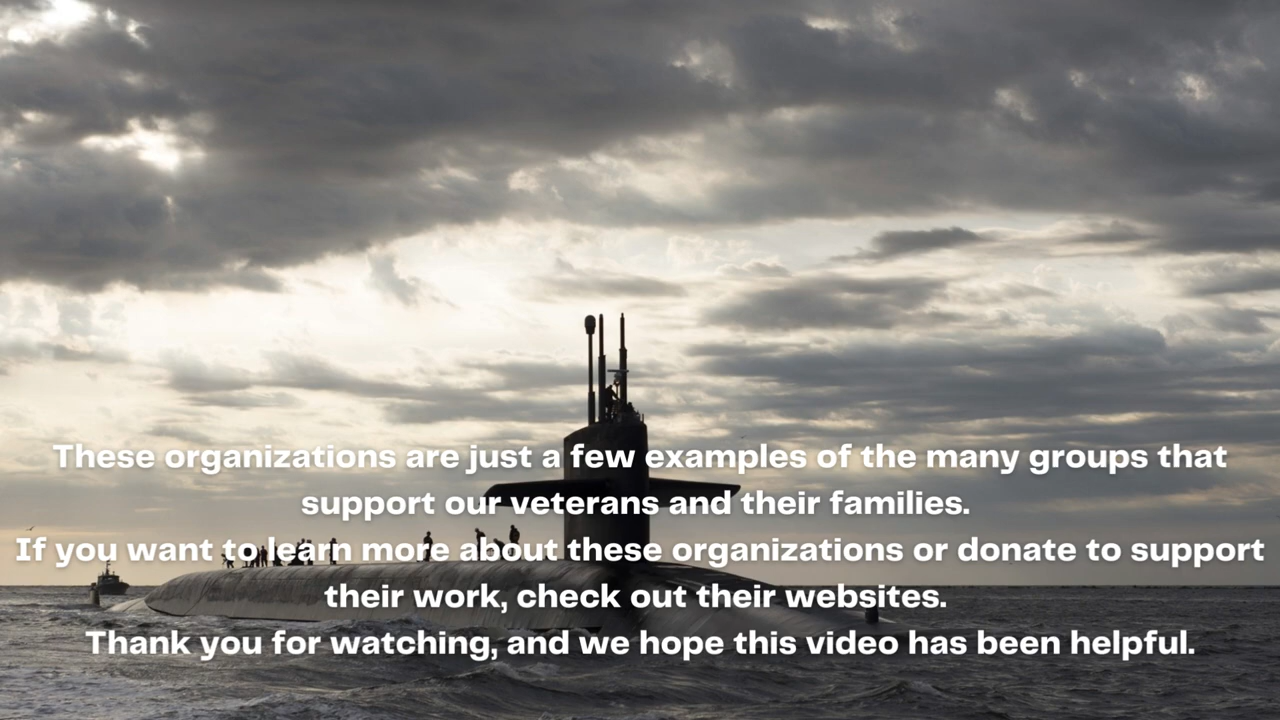 These organizations are just a few examples of the many groups that
support our veterans and their families.
If you want to learn more about these organizations or donate to support
their work, check out their websites.
Thank you for watching, and we hope this video has been helpful.